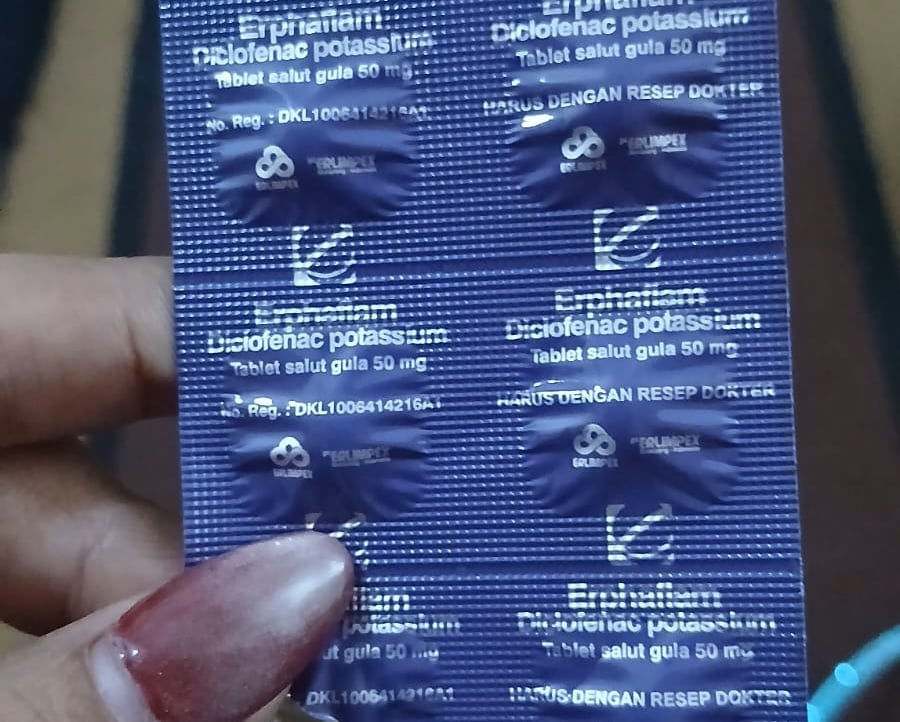 Erphaflam
Diclofenac potassium
Tablet salut gula 50 mg
No. Reg. : DKL1006414216A1
ERLIMPEX
ERLIMPEX
Erphaflam
Diclofenac potassium
Tablet salut gula 50 mg
HARUS DENGAN RESEP DOKTER
ERLIMPEX
ERLIMPEX
Erphaflam
Diclofenac potassium
Tablet salut gula 50 mg
No. Reg. : DKL1006414216A1
ERLIMPEX
ERLIMPEX
Erphaflam
Diclofenac potassium
Tablet salut gula 50 mg
HARUS DENGAN RESEP DOKTER
ERLIMPEX
ERLIMPEX
flam
potassium
ut gula 50 mg
DKL1006414216A1
Erphaflam
Diclofenac potassium
Tablet salut gula 50 mg
HARUS DENGAN RESEP DOKTER